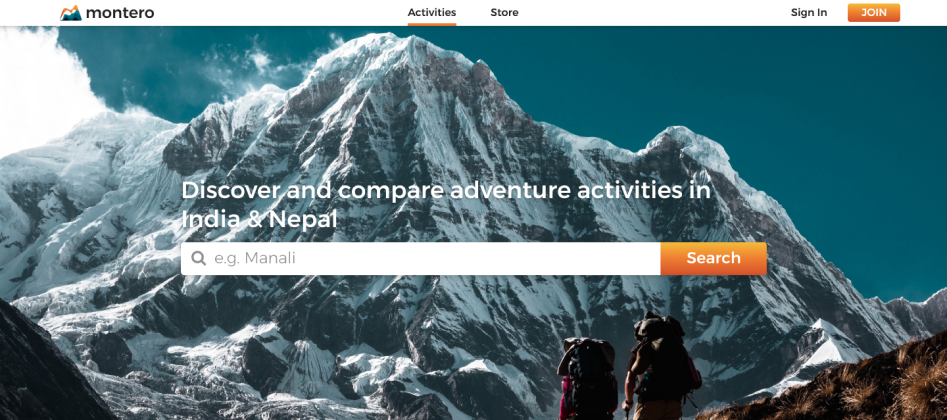 montero
Activities
Store
Sign In
JOIN
Discover and compare adventure activities in
India & Nepal
e.g. Manali
Search